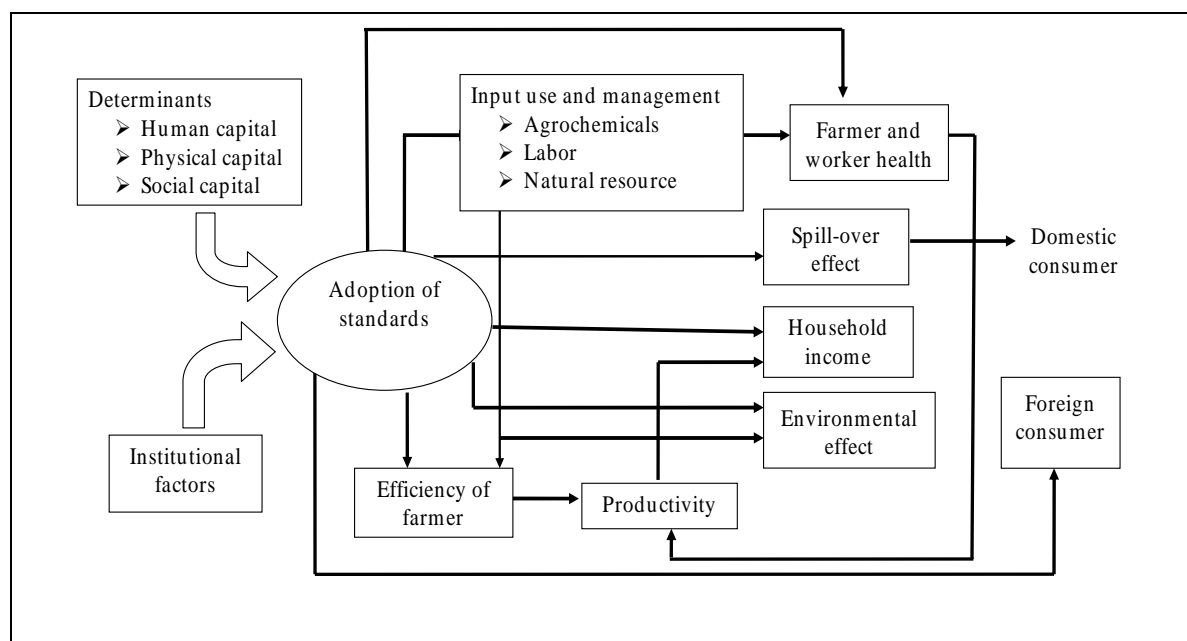 Determinants
➢ Human capital
➢ Physical capital
➢ Social capital
Input use and management
➢ Agrochemicals
➢ Labor
➢ Natural resource
Farmer and
worker health
Spill-over
effect
Domestic
consumer
Adoption of
standards
Household
income
Foreign
consumer
Environmental
effect
Institutional
factors
Efficiency of
farmer
Productivity